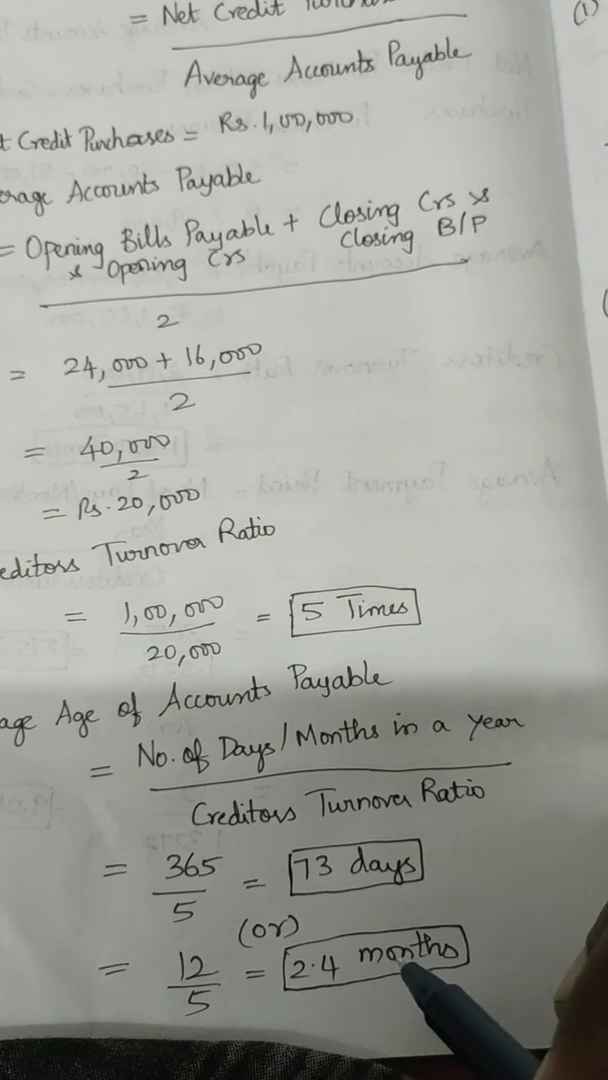 = Net Credit
Average Accounts Payable
(1)
t Credit Purchases = Rs. 1,00,000
erage Accounts Payable
= Opening Bills Payable + Closing Crs &
& Opening Crs Closing B/P
2
= 24,000 + 16,000
2
= 40,000
2
= Rs. 20,000
editors Turnover Ratio
= 1,00,000 = 5 Times
20,000
age Age of Accounts Payable
= No. of Days/Months in a year
Creditors Turnover Ratio
= 365 = 73 days
5
(or)
= 12 = 2.4 months
5